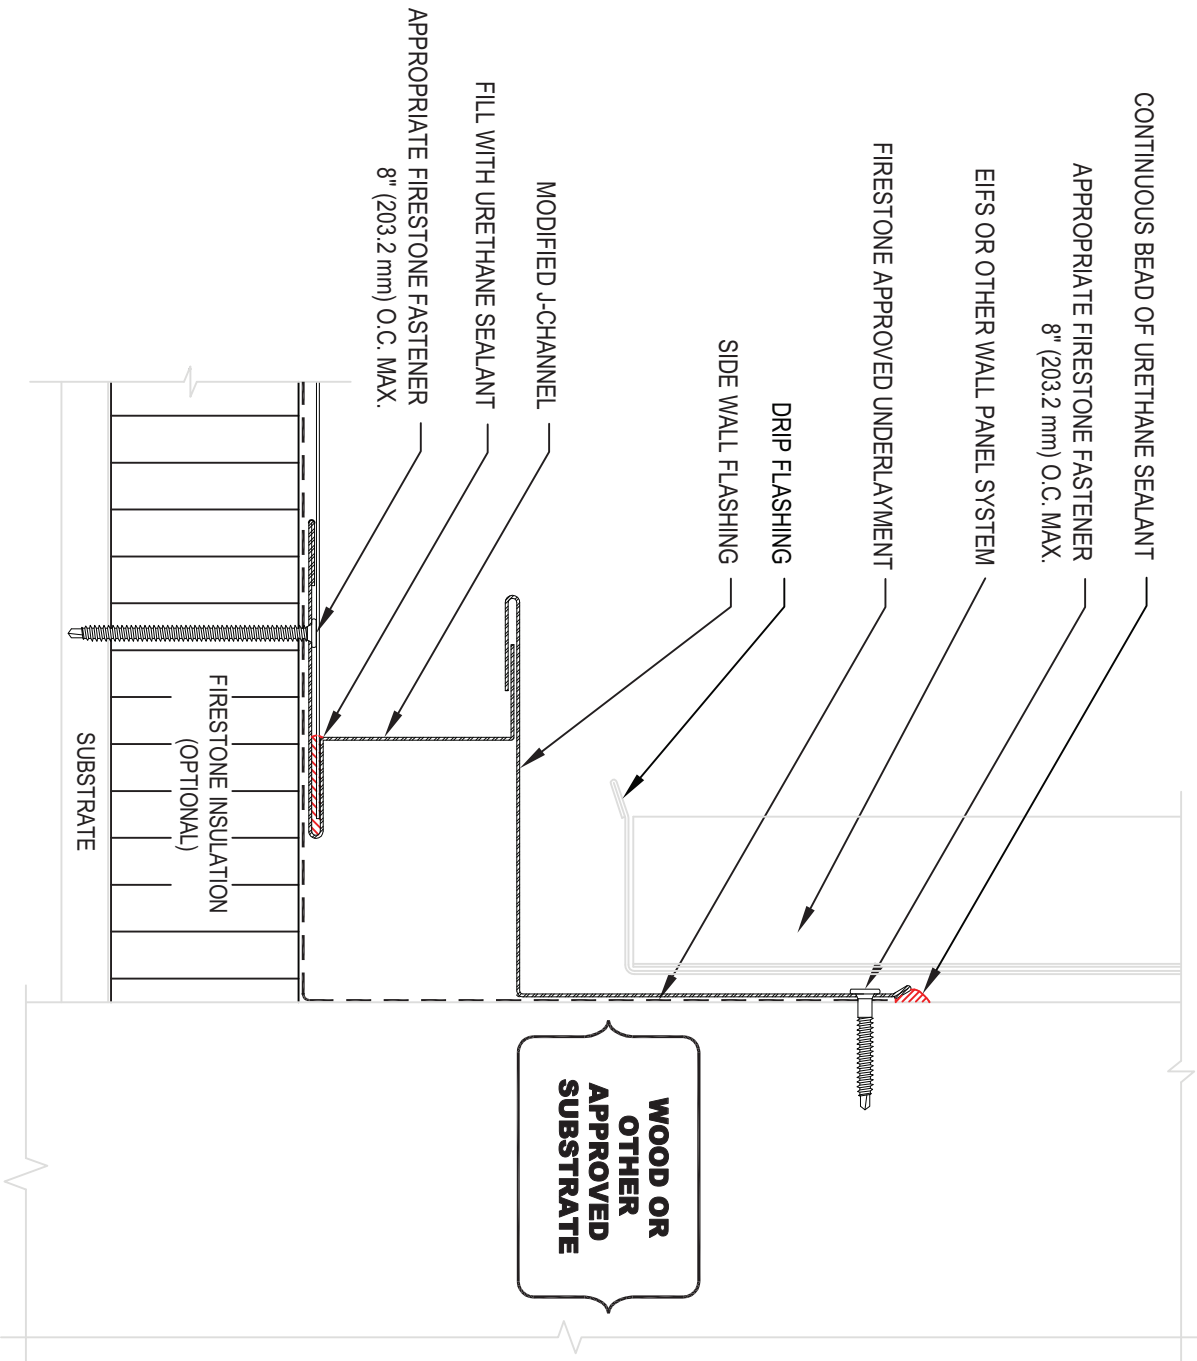 CONTINUOUS BEAD OF URETHANE SEALANT
APPROPRIATE FIRESTONE FASTENER
8" (203.2 mm) O.C. MAX.
EIFS OR OTHER WALL PANEL SYSTEM
FIRESTONE APPROVED UNDERLAYMENT
DRIP FLASHING
SIDE WALL FLASHING
MODIFIED J-CHANNEL
FILL WITH URETHANE SEALANT
APPROPRIATE FIRESTONE FASTENER
8" (203.2 mm) O.C. MAX.
FIRESTONE INSULATION
(OPTIONAL)
SUBSTRATE
WOOD OR
OTHER
APPROVED
SUBSTRATE